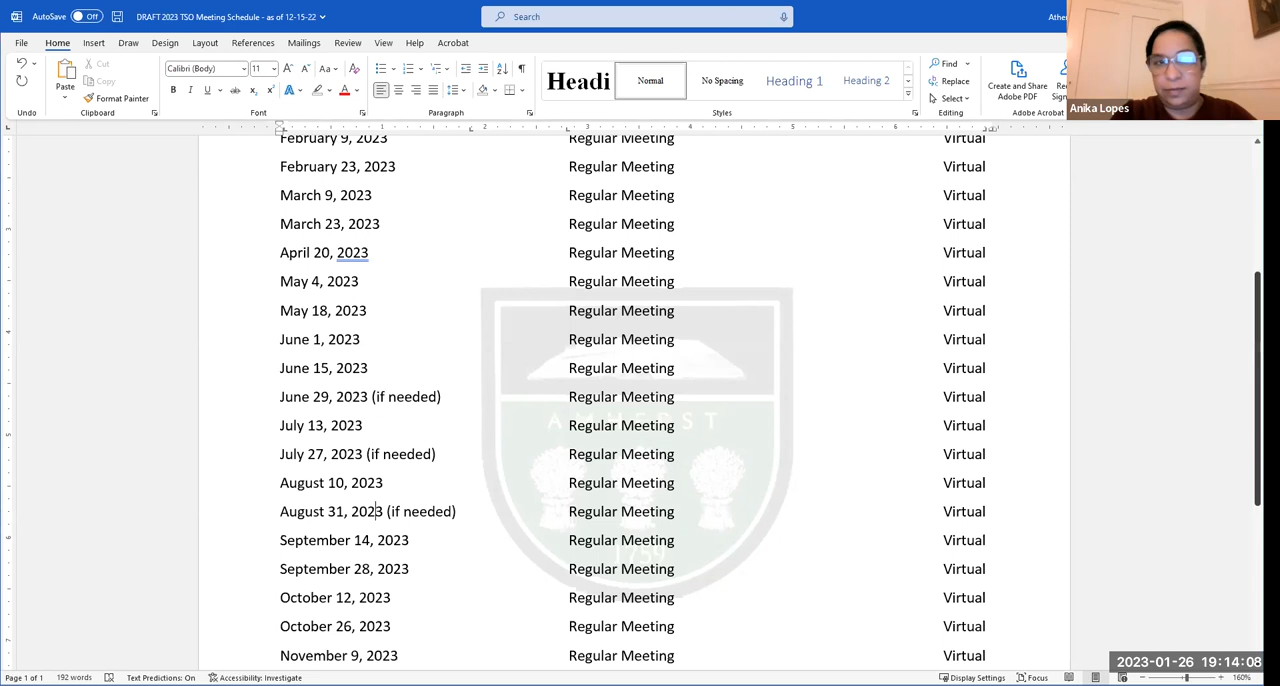 AutoSave Off DRAFT 2023 TSO Meeting Schedule - as of 12-15-22 Search
File Home Insert Draw Design Layout References Mailings Review View Help Acrobat
Undo
Paste Cut Copy Format Painter
Clipboard
Calibri (Body) 11
Font
Paragraph
Headi Normal No Spacing Heading 1 Heading 2
Styles
Find Replace Select
Editing
Create and Share Adobe PDF
Adobe Acrobat
Anika Lopes
February 9, 2023 Regular Meeting Virtual
February 23, 2023 Regular Meeting Virtual
March 9, 2023 Regular Meeting Virtual
March 23, 2023 Regular Meeting Virtual
April 20, 2023 Regular Meeting Virtual
May 4, 2023 Regular Meeting Virtual
May 18, 2023 Regular Meeting Virtual
June 1, 2023 Regular Meeting Virtual
June 15, 2023 Regular Meeting Virtual
June 29, 2023 (if needed) Regular Meeting Virtual
July 13, 2023 Regular Meeting Virtual
July 27, 2023 (if needed) Regular Meeting Virtual
August 10, 2023 Regular Meeting Virtual
August 31, 2023 (if needed) Regular Meeting Virtual
September 14, 2023 Regular Meeting Virtual
September 28, 2023 Regular Meeting Virtual
October 12, 2023 Regular Meeting Virtual
October 26, 2023 Regular Meeting Virtual
November 9, 2023 Regular Meeting Virtual
AMHERST
1759
2023-01-26 19:14:08
Page 1 of 1 192 words Text Predictions: On Accessibility: Investigate Display Settings Focus 160%